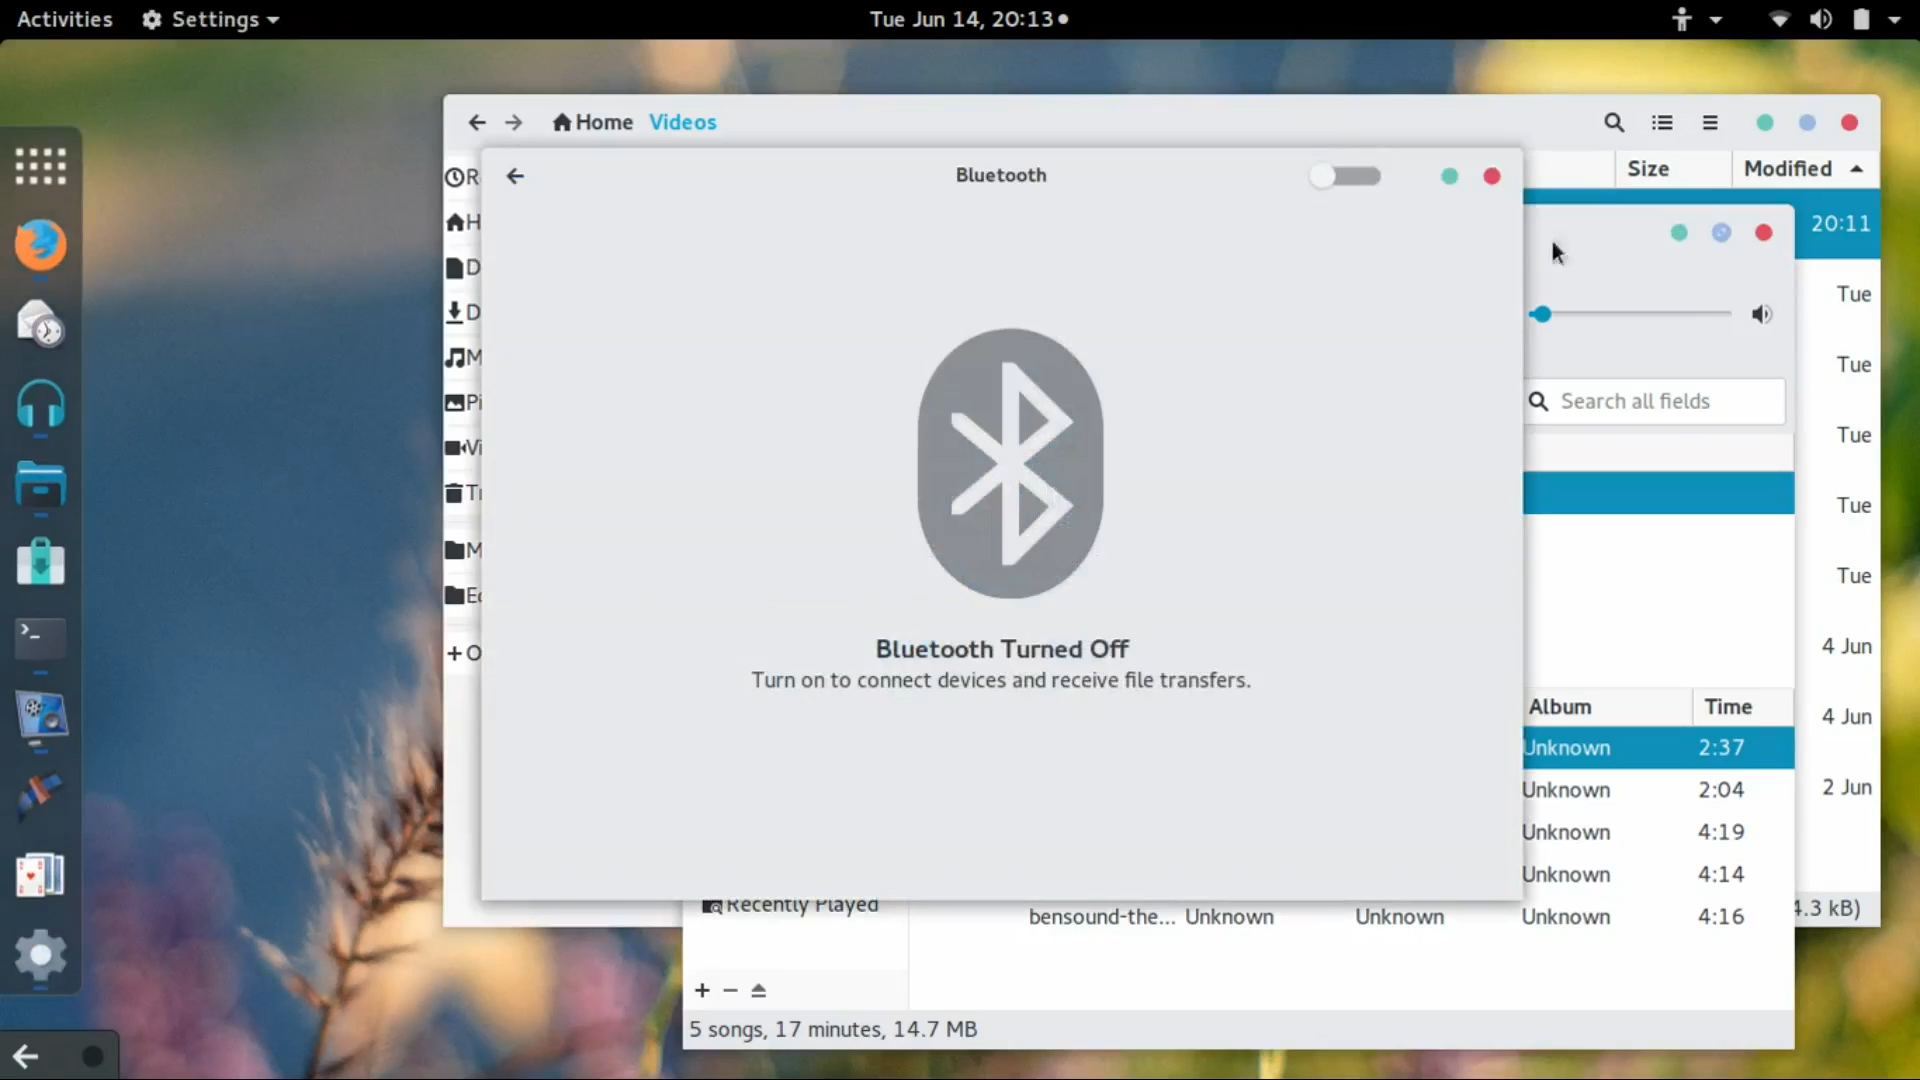 Activities Settings Tue Jun 14, 20:13
Home Videos
Size Modified
Bluetooth
20:11
Tue
Search all fields
Tue
Tue
Tue
Tue
Bluetooth Turned Off
4 Jun
Turn on to connect devices and receive file transfers.
Album Time
4 Jun
Unknown 2:37
Unknown 2:04
2 Jun
Unknown 4:19
Unknown 4:14
Recently Played
4.3 kB)
bensound-the... Unknown Unknown Unknown 4:16
5 songs, 17 minutes, 14.7 MB